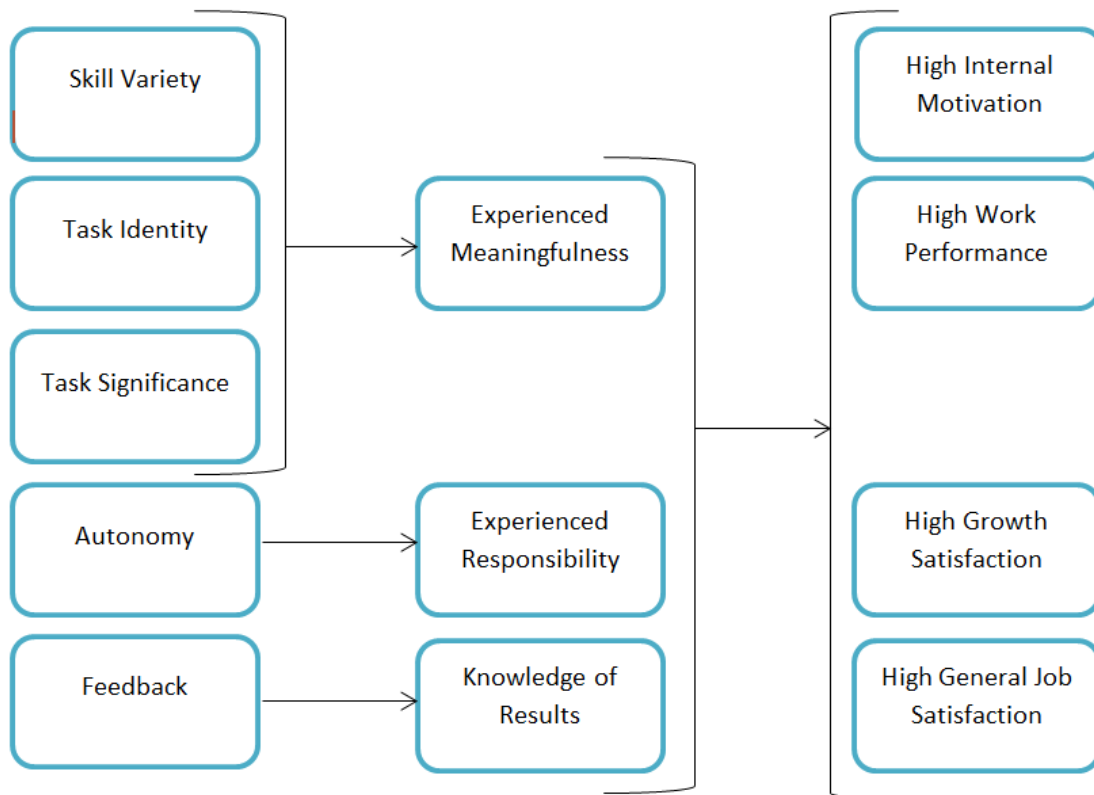 Skill Variety
Task Identity
Task Significance
Autonomy
Feedback
Experienced
Meaningfulness
Experienced
Responsibility
Knowledge of
Results
High Internal
Motivation
High Work
Performance
High Growth
Satisfaction
High General Job
Satisfaction